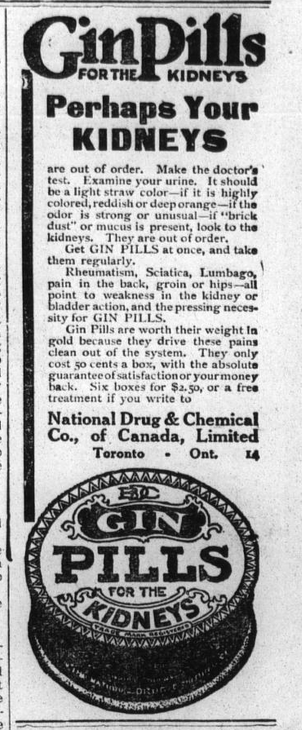 Gin Pills
FOR THE KIDNEYS
Perhaps Your
KIDNEYS
are out of order. Make the doctor's
test. Examine your urine. It should
be a light straw color—if it is highly
colored, reddish or deep orange—if the
odor is strong or unusual—if "brick
dust" or mucus is present, look to the
kidneys. They are out of order.
Get GIN PILLS at once, and take
them regularly.
Rheumatism, Sciatica, Lumbago,
pain in the back, groin or hips—all
point to weakness in the kidney or
bladder action, and the pressing neces-
sity for GIN PILLS.
Gin Pills are worth their weight in
gold because they drive these pains
clean out of the system. They only
cost 50 cents a box, with the absolute
guarantee of satisfaction or your money
back. Six boxes for $2.50, or a free
treatment if you write to
National Drug & Chemical
Co., of Canada, Limited
Toronto - Ont. 14
GIN
PILLS
FOR THE
KIDNEYS
TRADE MARK REGISTERED
DRUG